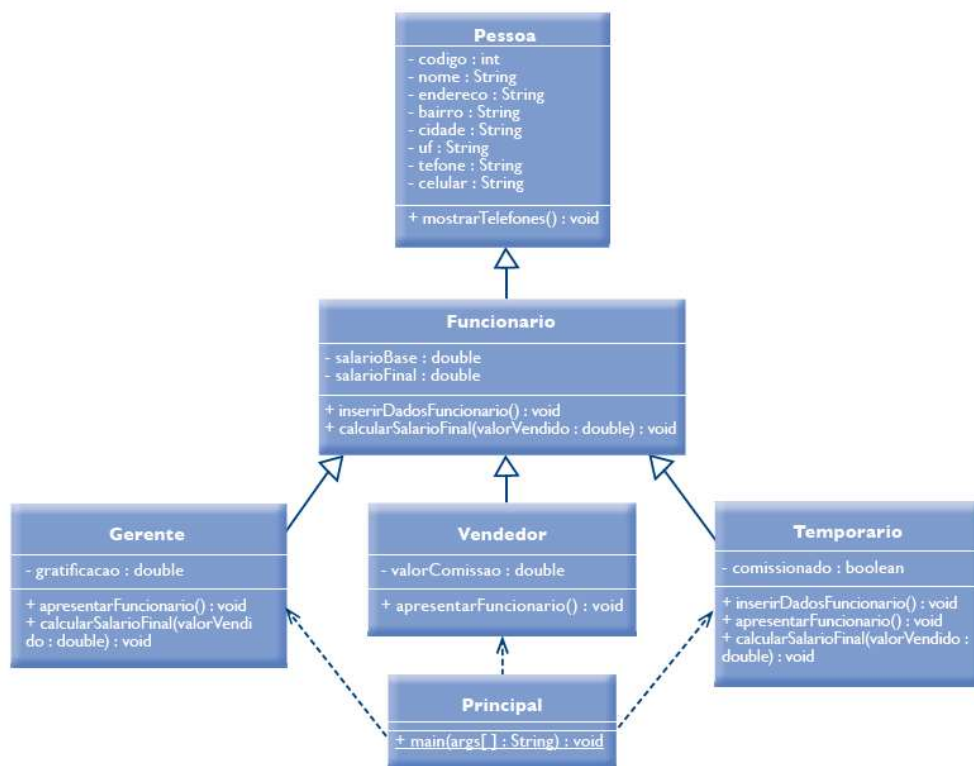 Pessoa
- codigo : int
- nome : String
- endereco : String
- bairro : String
- cidade : String
- uf : String
- tefone : String
- celular : String
+ mostrarTelefones() : void
Funcionario
- salarioBase : double
- salarioFinal : double
+ inserirDadosFuncionario() : void
+ calcularSalarioFinal(valorVendido : double) : void
Gerente
- gratificacao : double
+ apresentarFuncionario() : void
+ calcularSalarioFinal(valorVendi
do : double) : void
Vendedor
- valorComissao : double
+ apresentarFuncionario() : void
Temporario
- comissionado : boolean
+ inserirDadosFuncionario() : void
+ apresentarFuncionario() : void
+ calcularSalarioFinal(valorVendido :
double) : void
Principal
+ main(args[ ] : String) : void